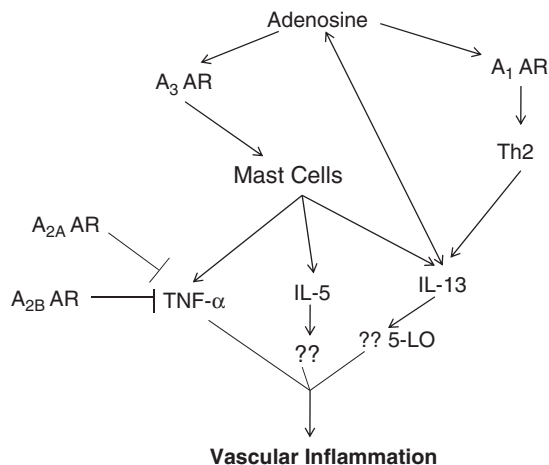 Adenosine
A₃ AR
A₁ AR
Th2
Mast Cells
A₂A AR
A₂B AR
TNF-α
IL-5
IL-13
??
?? 5-LO
Vascular Inflammation